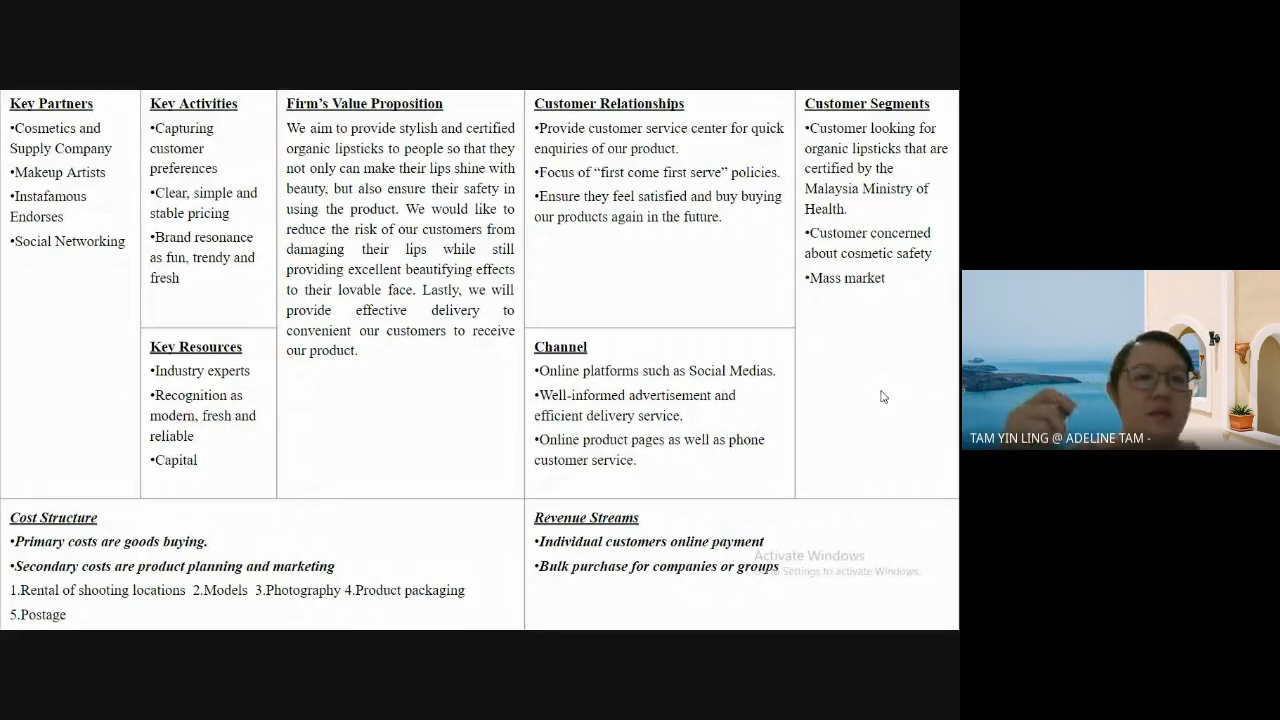 Key Partners
•Cosmetics and
Supply Company
•Makeup Artists
•Instafamous
Endorses
•Social Networking
Key Activities
•Capturing
customer
preferences
•Clear, simple and
stable pricing
•Brand resonance
as fun, trendy and
fresh
Key Resources
•Industry experts
•Recognition as
modern, fresh and
reliable
•Capital
Firm's Value Proposition
We aim to provide stylish and certified
organic lipsticks to people so that they
not only can make their lips shine with
beauty, but also ensure their safety in
using the product. We would like to
reduce the risk of our customers from
damaging their lips while still
providing excellent beautifying effects
to their lovable face. Lastly, we will
provide effective delivery to
convenient our customers to receive
our product.
Customer Relationships
•Provide customer service center for quick
enquiries of our product.
•Focus of “first come first serve” policies.
•Ensure they feel satisfied and buy buying
our products again in the future.
Channel
•Online platforms such as Social Medias.
•Well-informed advertisement and
efficient delivery service.
•Online product pages as well as phone
customer service.
Customer Segments
•Customer looking for
organic lipsticks that are
certified by the
Malaysia Ministry of
Health.
•Customer concerned
about cosmetic safety
•Mass market
Cost Structure
•Primary costs are goods buying.
•Secondary costs are product planning and marketing
1.Rental of shooting locations 2.Models 3.Photography 4.Product packaging
5.Postage
Revenue Streams
•Individual customers online payment
•Bulk purchase for companies or groups
Activate Windows
Settings to activate Windows.
TAM YIN LING @ ADELINE TAM -